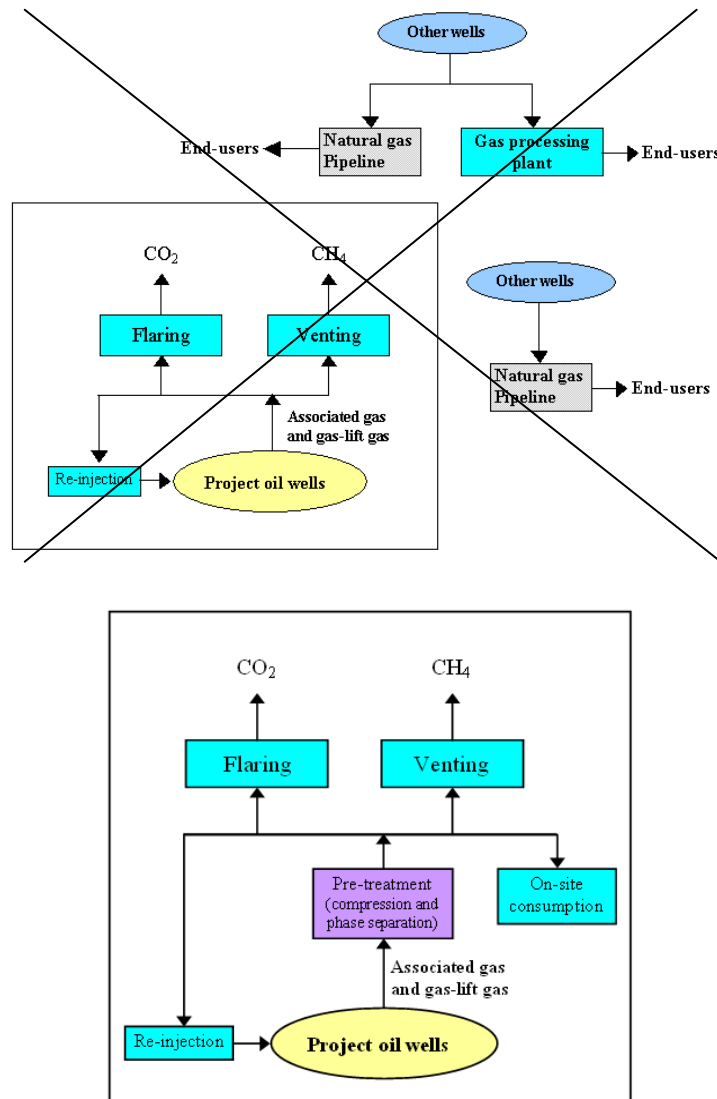 Other wells
Natural gas
Pipeline
End-users
Gas processing
plant
End-users
CO₂
CH₄
Flaring
Venting
Other wells
Natural gas
Pipeline
End-users
Associated gas
and gas-lift gas
Re-injection
Project oil wells
CO₂
CH₄
Flaring
Venting
Pre-treatment
(compression and
phase separation)
On-site
consumption
Associated gas
and gas-lift gas
Re-injection
Project oil wells